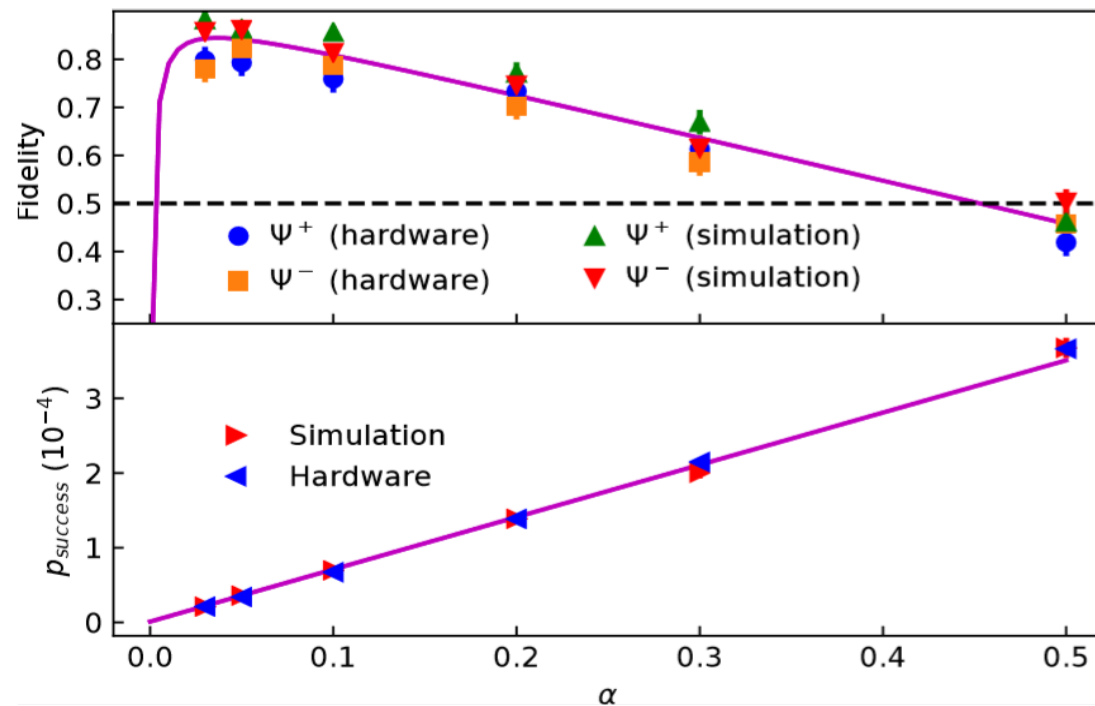 0.8
0.7
0.6
0.5
0.4
0.3
Fidelity
Ψ⁺ (hardware) Ψ⁺ (simulation)
Ψ⁻ (hardware) Ψ⁻ (simulation)
3
2
1
0
p_success (10⁻⁴)
Simulation
Hardware
0.0 0.1 0.2 0.3 0.4 0.5
α